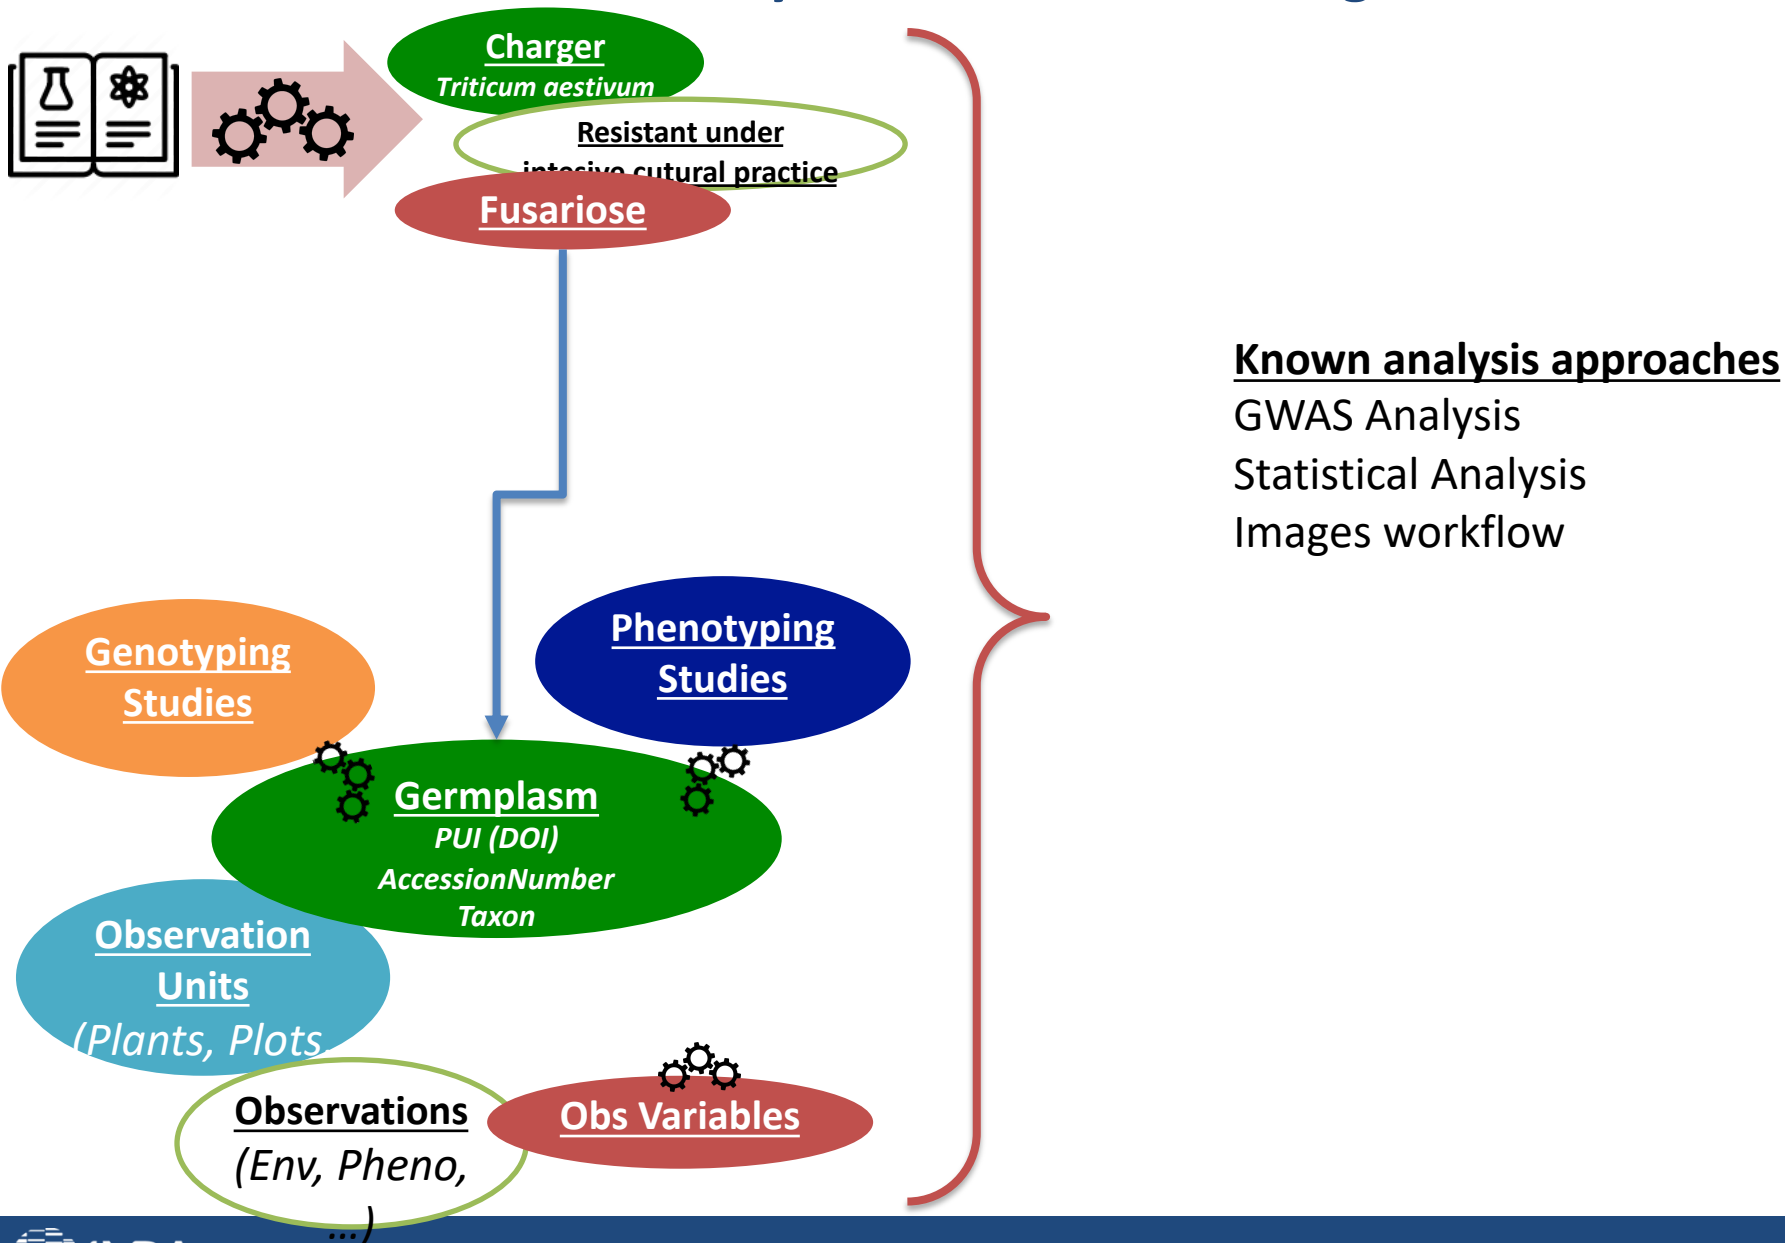 Charger
Triticum aestivum
Resistant under
intesive cutural practice
Fusariose
Known analysis approaches
GWAS Analysis
Statistical Analysis
Images workflow
Genotyping
Studies
Phenotyping
Studies
Germplasm
PUI (DOI)
AccessionNumber
Taxon
Observation
Units
(Plants, Plots
Observations
(Env, Pheno,
...)
Obs Variables